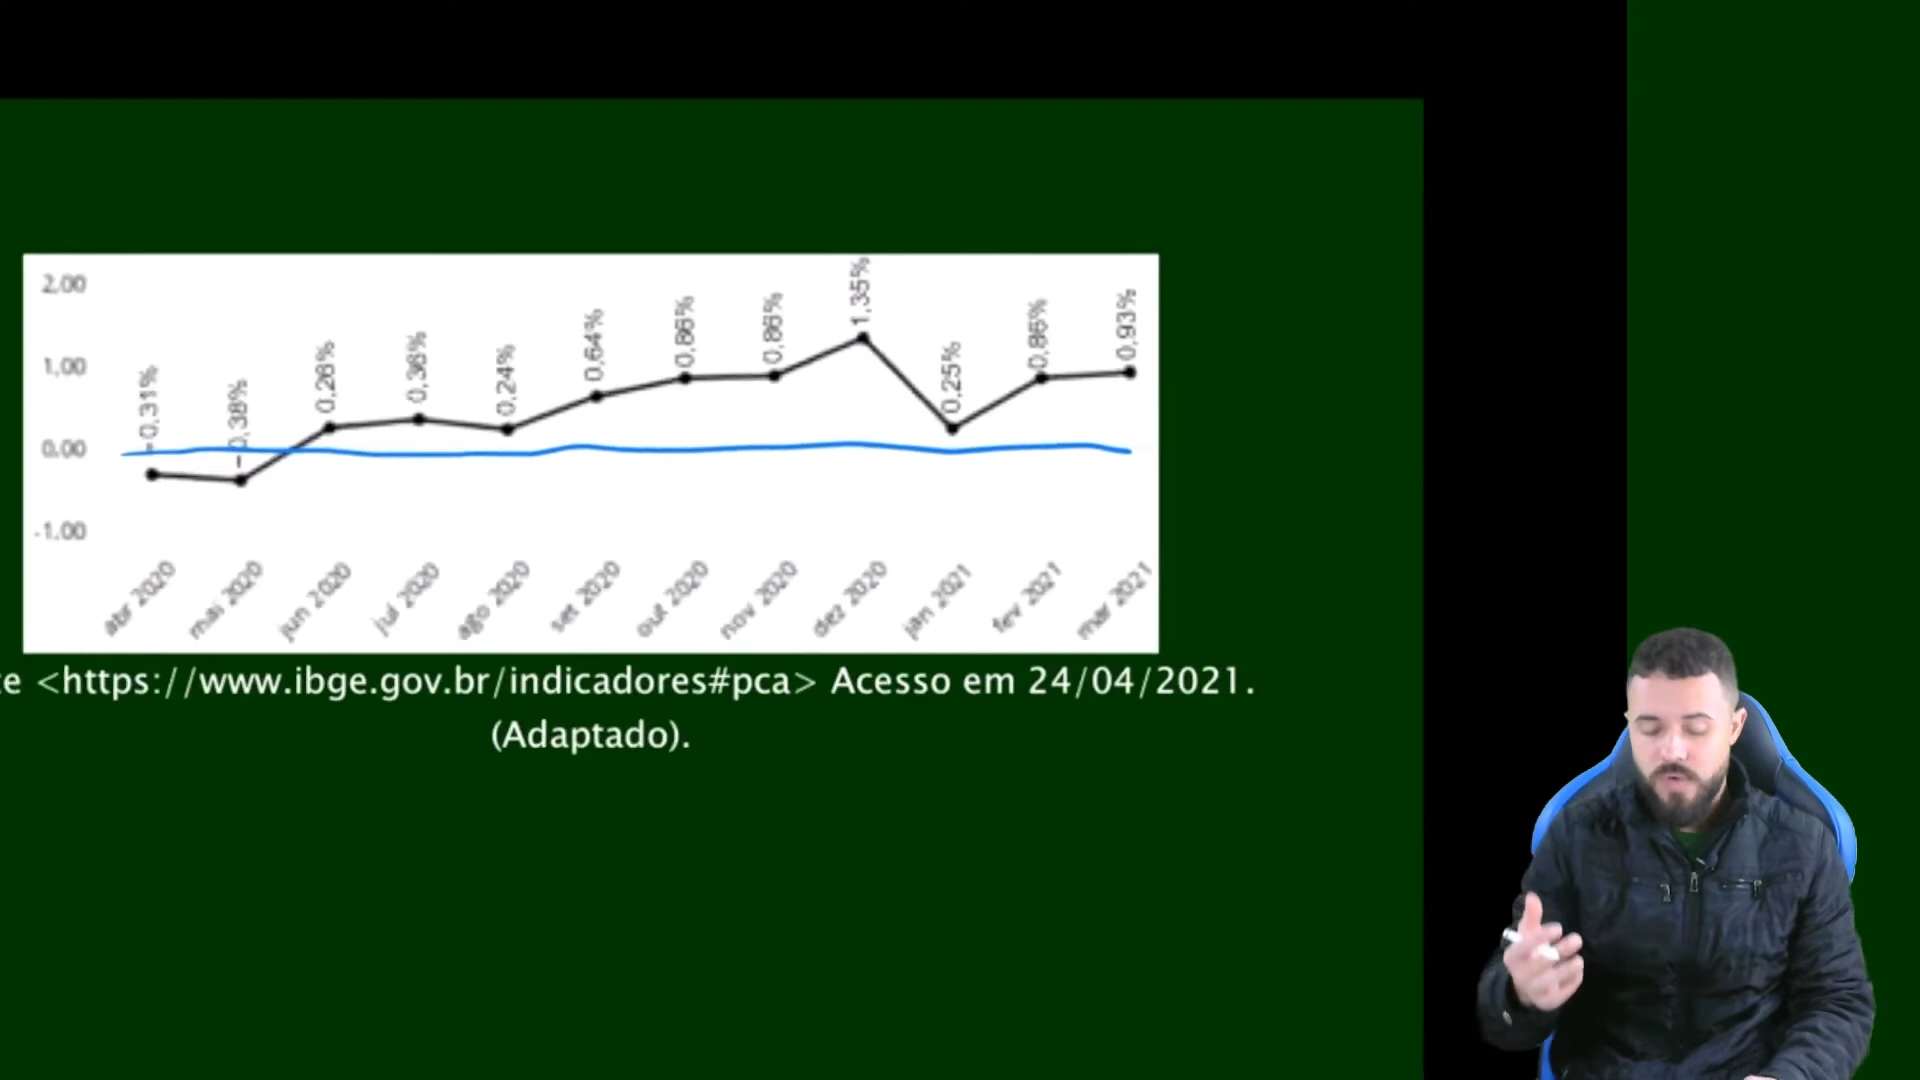 2.00
1,00
0.00
-1.00
-0,31%
-0,38%
0,26%
0,36%
0,24%
0,64%
0,86%
0,86%
1,35%
0,25%
0,86%
0,93%
abr 2020
mai 2020
jun 2020
jul 2020
ago 2020
set 2020
out 2020
nov 2020
dez 2020
jan 2021
fev 2021
mar 2021
<https://www.ibge.gov.br/indicadores#pca> Acesso em 24/04/2021.
(Adaptado).